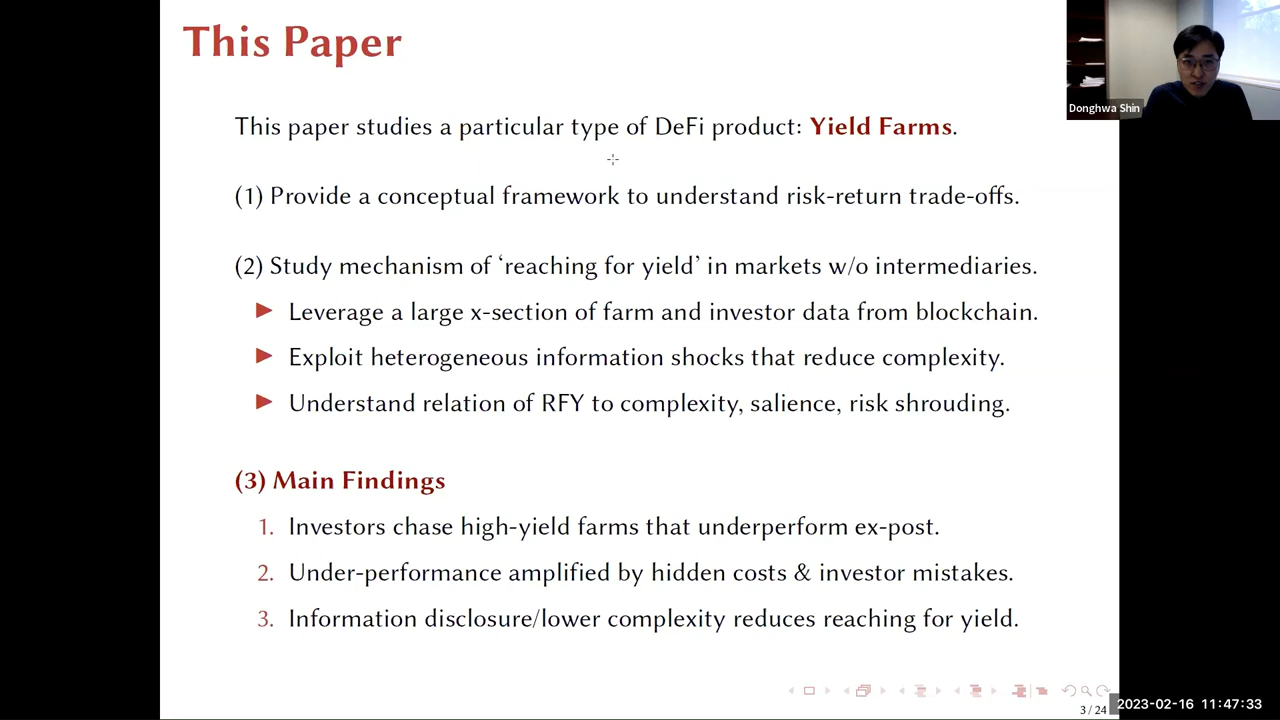 This Paper
Donghwa Shin
This paper studies a particular type of DeFi product: Yield Farms.
(1) Provide a conceptual framework to understand risk-return trade-offs.
(2) Study mechanism of ‘reaching for yield’ in markets w/o intermediaries.
▶ Leverage a large x-section of farm and investor data from blockchain.
▶ Exploit heterogeneous information shocks that reduce complexity.
▶ Understand relation of RFY to complexity, salience, risk shrouding.
(3) Main Findings
1. Investors chase high-yield farms that underperform ex-post.
2. Under-performance amplified by hidden costs & investor mistakes.
3. Information disclosure/lower complexity reduces reaching for yield.
3 / 24
2023-02-16 11:47:33